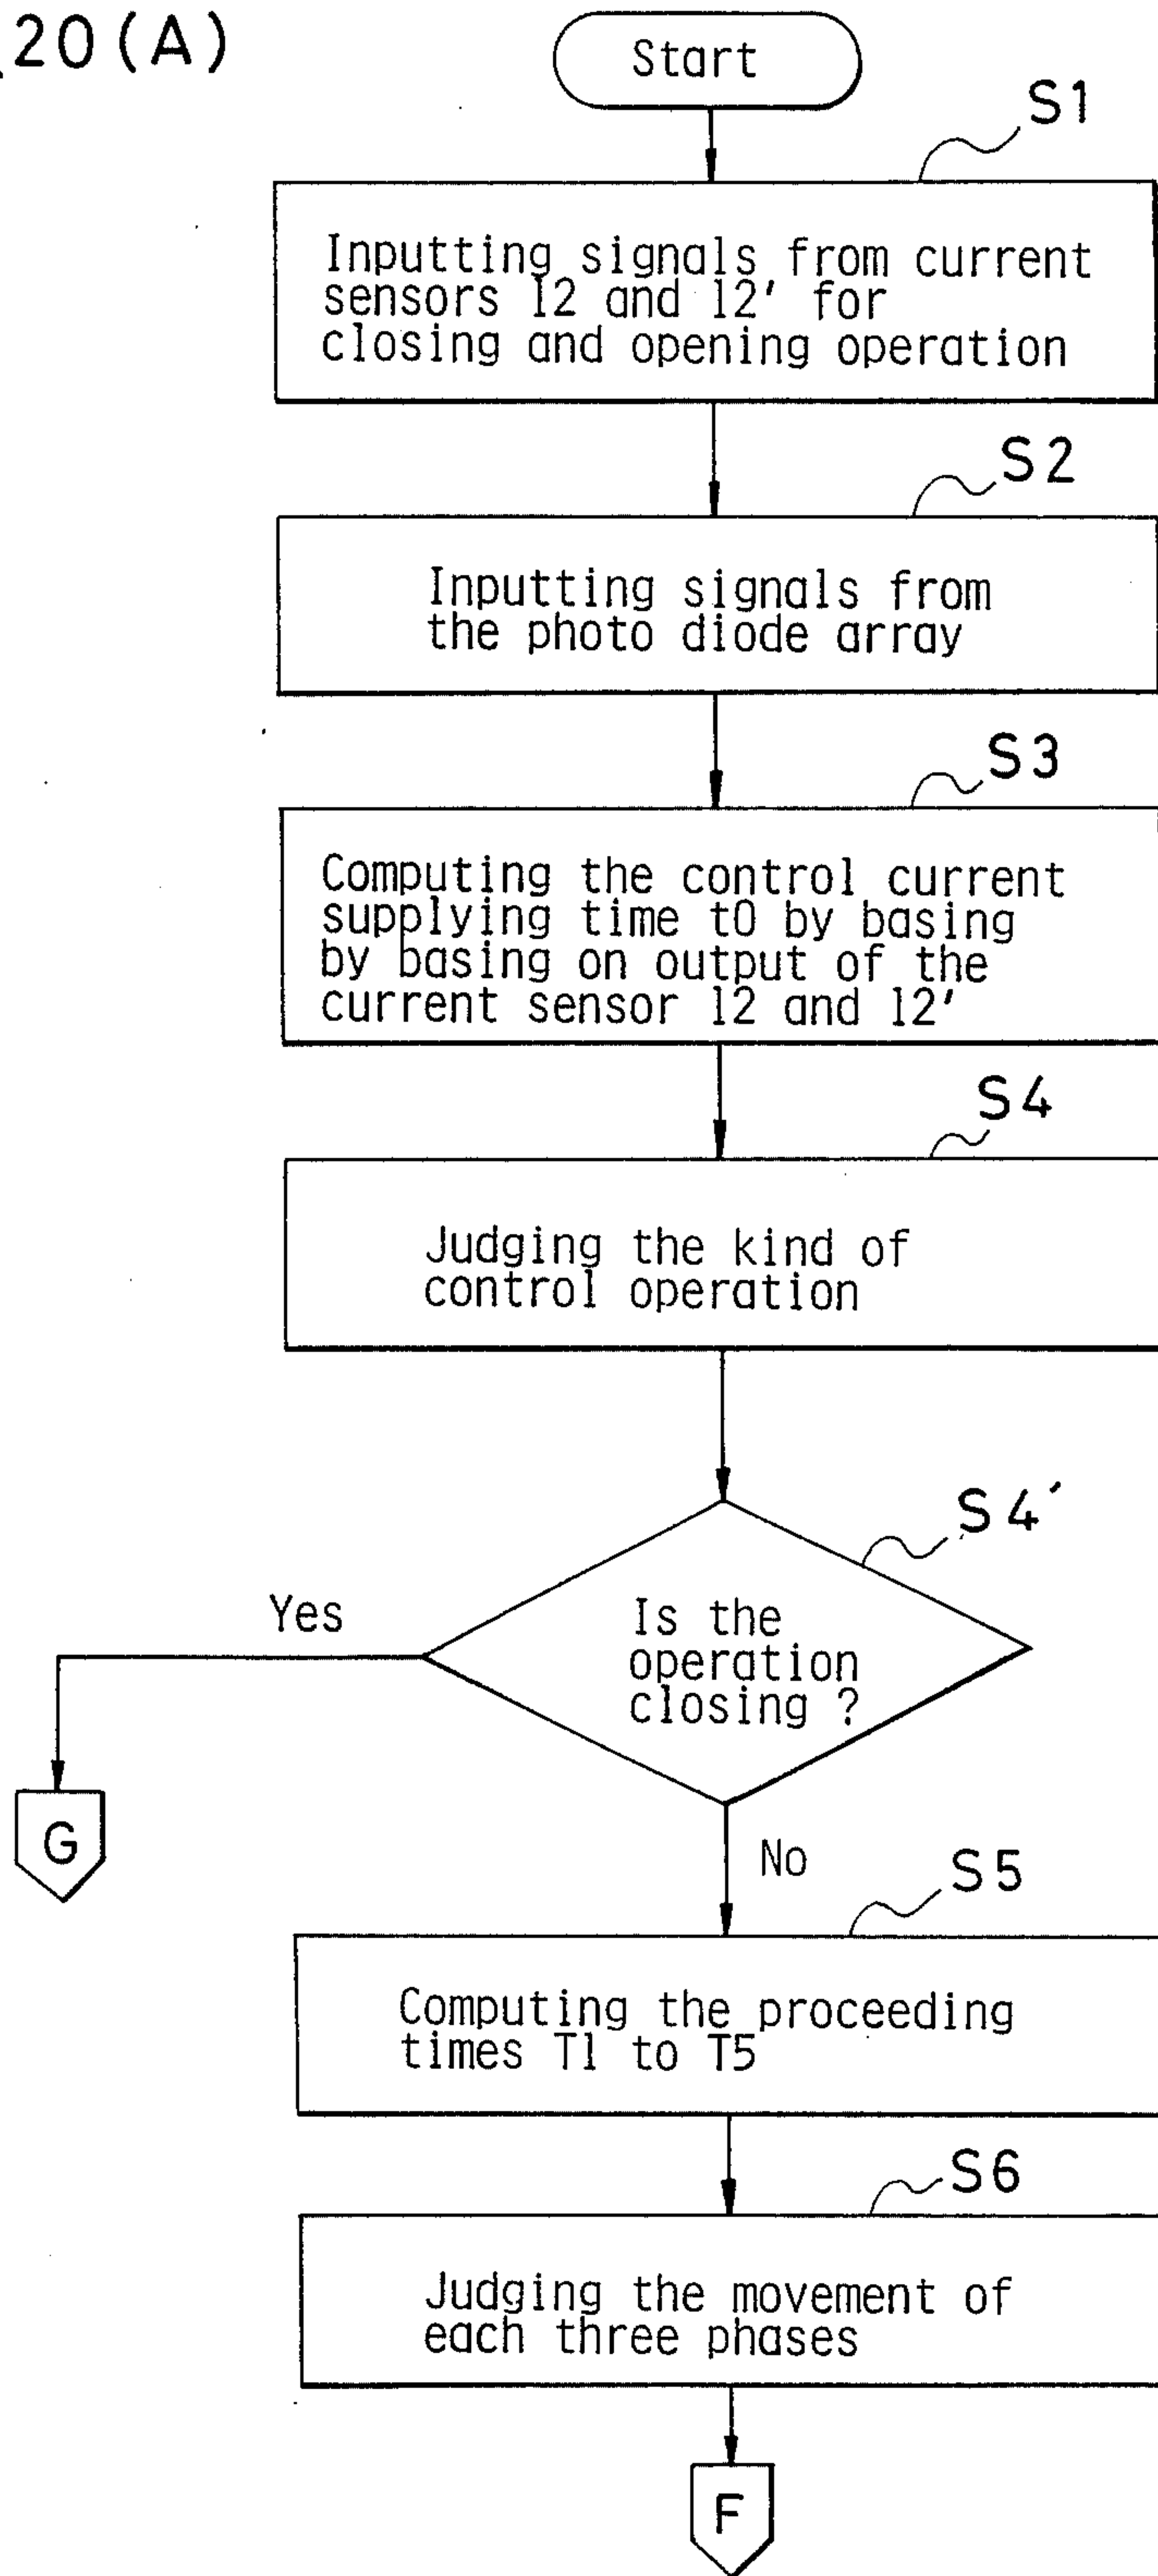 20 (A)
Start
S1
Inputting signals from current
sensors 12 and 12' for
closing and opening operation
S2
Inputting signals from
the photo diode array
S3
Computing the control current
supplying time t0 by basing
by basing on output of the
current sensor 12 and 12'
S4
Judging the kind of
control operation
S4'
Yes
Is the
operation
closing ?
G
No
S5
Computing the proceeding
times T1 to T5
S6
Judging the movement of
each three phases
F